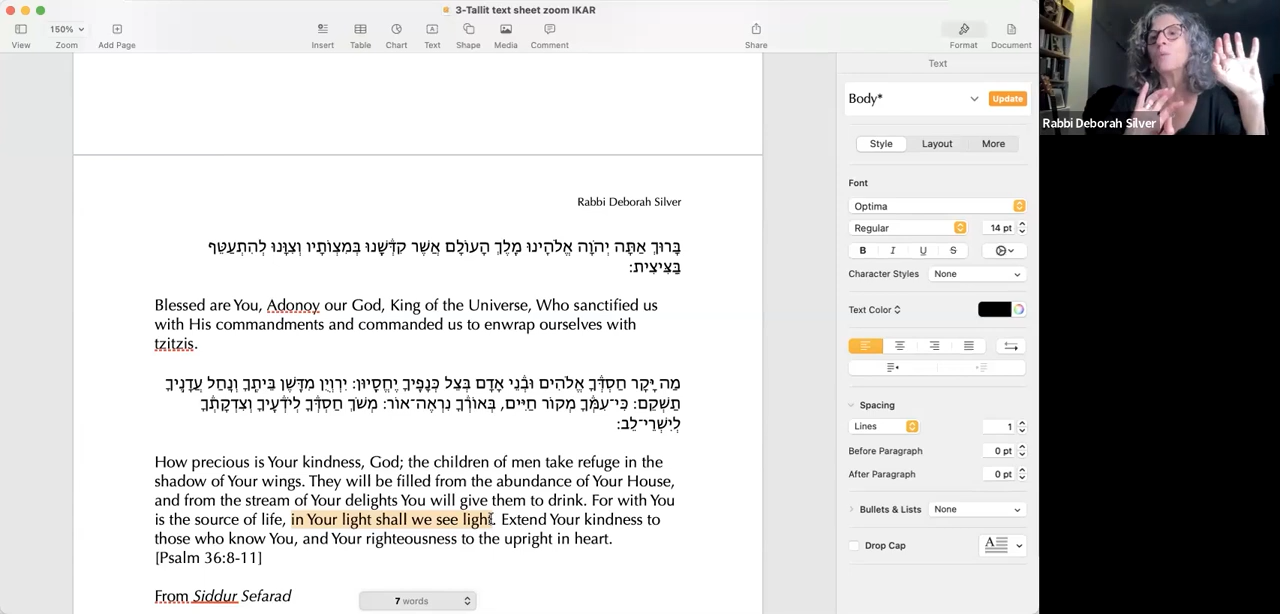 3-Tallit text sheet zoom IKAR
150%
View
Zoom
Add Page
Insert
Table
Chart
Text
Shape
Media
Comment
Share
Format
Document
Rabbi Deborah Silver
Text
Body*
Update
Style
Layout
More
Font
Optima
Regular
14 pt
B I U S
Character Styles
None
Text Color
Spacing
Lines
1
Before Paragraph
0 pt
After Paragraph
0 pt
Bullets & Lists
None
Drop Cap
A
Rabbi Deborah Silver
בָּרוּךְ אַתָּה יְהֹוָה אֱלֹהֵינוּ מֶלֶךְ הָעוֹלָם אֲשֶׁר קִדְּשָׁנוּ בְּמִצְוֹתָיו וְצִוָּנוּ לְהִתְעַטֵּף
בַּצִּיצִית:
Blessed are You, Adonoy our God, King of the Universe, Who sanctified us
with His commandments and commanded us to enwrap ourselves with
tzitzis.
מַה יָּקָר חַסְדְּךָ אֱלֹהִים וּבְנֵי אָדָם בְּצֵל כְּנָפֶיךָ יֶחֱסָיוּן: יִרְוְיֻן מִדֶּשֶׁן בֵּיתֶךָ וְנַחַל עֲדָנֶיךָ
תַשְׁקֵם: כִּי־עִמְּךָ מְקוֹר חַיִּים, בְּאוֹרְךָ נִרְאֶה־אוֹר: מְשֹׁךְ חַסְדְּךָ לְיֹדְעֶיךָ וְצִדְקָתְךָ
לְיִשְׁרֵי־לֵב:
How precious is Your kindness, God; the children of men take refuge in the
shadow of Your wings. They will be filled from the abundance of Your House,
and from the stream of Your delights You will give them to drink. For with You
is the source of life, in Your light shall we see light. Extend Your kindness to
those who know You, and Your righteousness to the upright in heart.
[Psalm 36:8-11]
From Siddur Sefarad
7 words